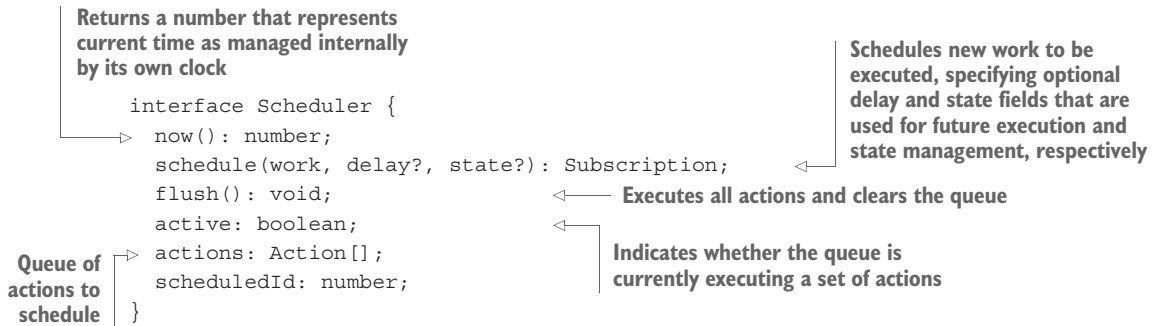 Returns a number that represents
current time as managed internally
by its own clock
Schedules new work to be
executed, specifying optional
delay and state fields that are
used for future execution and
state management, respectively
interface Scheduler {
now(): number;
schedule(work, delay?, state?): Subscription;
flush(): void;
Executes all actions and clears the queue
active: boolean;
Indicates whether the queue is
currently executing a set of actions
actions: Action[];
Queue of
actions to
schedule
scheduledId: number;
}